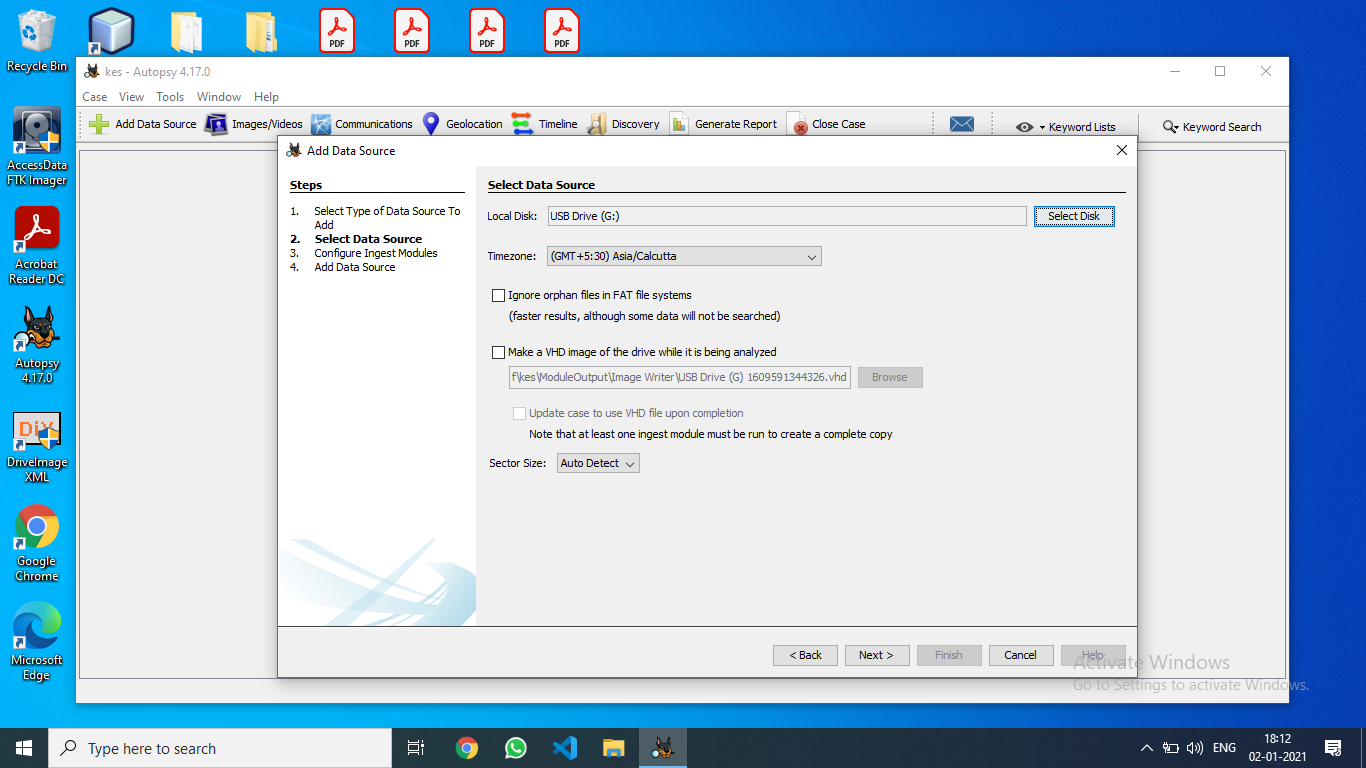 Recycle Bin
PDF
PDF
PDF
PDF
kes - Autopsy 4.17.0
Case View Tools Window Help
Add Data Source Images/Videos Communications Geolocation Timeline Discovery Generate Report Close Case Keyword Lists Keyword Search
AccessData
FTK Imager
Acrobat
Reader DC
Autopsy
4.17.0
DiX
DriveImage
XML
Google
Chrome
Microsoft
Edge
Add Data Source
Steps
1. Select Type of Data Source To
Add
2. Select Data Source
3. Configure Ingest Modules
4. Add Data Source
Select Data Source
Local Disk: USB Drive (G:) Select Disk
Timezone: (GMT+5:30) Asia/Calcutta
Ignore orphan files in FAT file systems
(faster results, although some data will not be searched)
Make a VHD image of the drive while it is being analyzed
f\kes\ModuleOutput\Image Writer\USB Drive (G) 1609591344326.vhd Browse
Update case to use VHD file upon completion
Note that at least one ingest module must be run to create a complete copy
Sector Size: Auto Detect
< Back Next > Finish Cancel Help
Activate Windows
Go to Settings to activate Windows.
Type here to search
ENG
18:12
02-01-2021